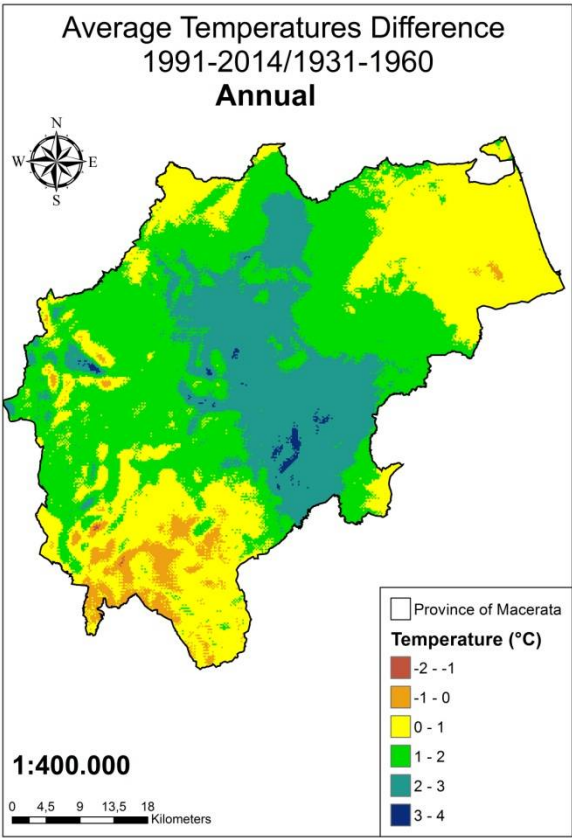 Average Temperatures Difference
1991-2014/1931-1960
Annual
N
W E
S
Province of Macerata
Temperature (°C)
-2 - -1
-1 - 0
0 - 1
1 - 2
2 - 3
3 - 4
1:400.000
0 4,5 9 13,5 18
Kilometers